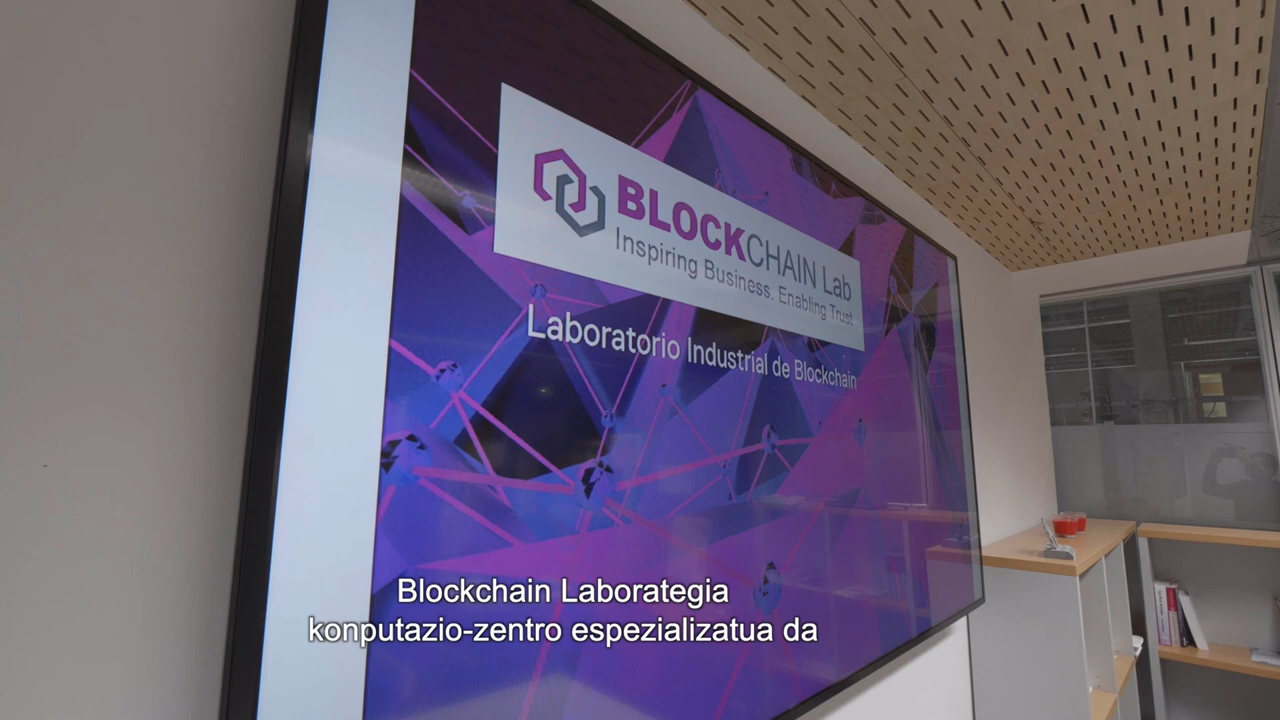 BLOCKCHAIN Lab
Inspiring Business. Enabling Trust
Laboratorio Industrial de Blockchain
Blockchain Laborategia
konputazio-zentro espezializatua da